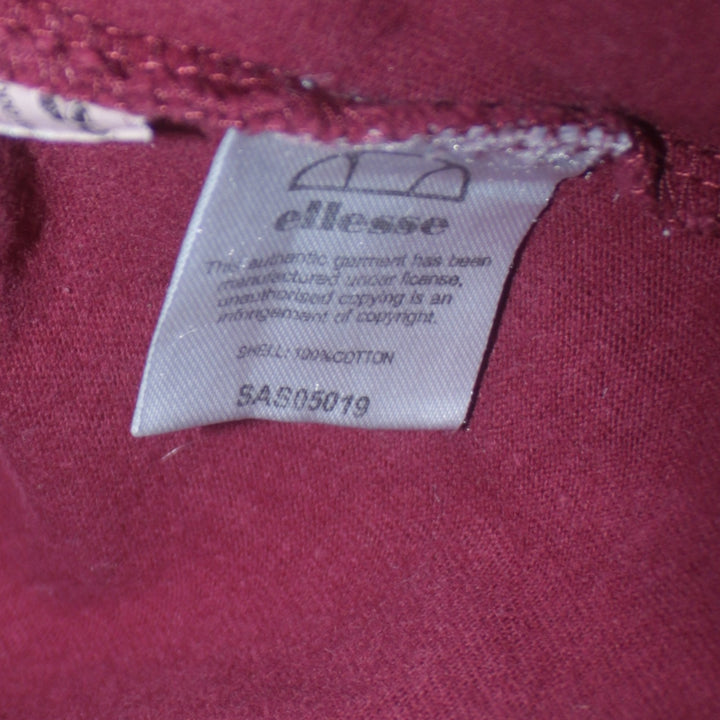 ellesse
This authentic garment has been
manufactured under license,
unauthorised copying is an
infringement of copyright.
SHELL: 100%COTTON
SAS05019